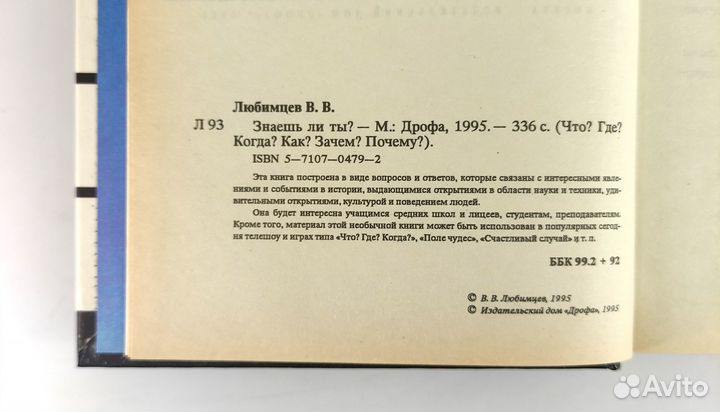 Любимцев В. В.
Л 93 Знаешь ли ты? — М.: Дрофа, 1995. — 336 с. (Что? Где?
Когда? Как? Зачем? Почему?).
ISBN 5—7107—0479—2
Эта книга построена в виде вопросов и ответов, которые связаны с интересными явле-
ниями и событиями в истории, выдающимися открытиями в области науки и техники, уди-
вительными открытиями, культурой и поведением людей.
Она будет интересна учащимся средних школ и лицеев, студентам, преподавателям.
Кроме того, материал этой необычной книги может быть использован в популярных сегод-
ня телешоу и играх типа «Что? Где? Когда?», «Поле чудес», «Счастливый случай» и т. п.
ББК 99.2 + 92
© В. В. Любимцев, 1995
© Издательский дом «Дрофа», 1995
Avito